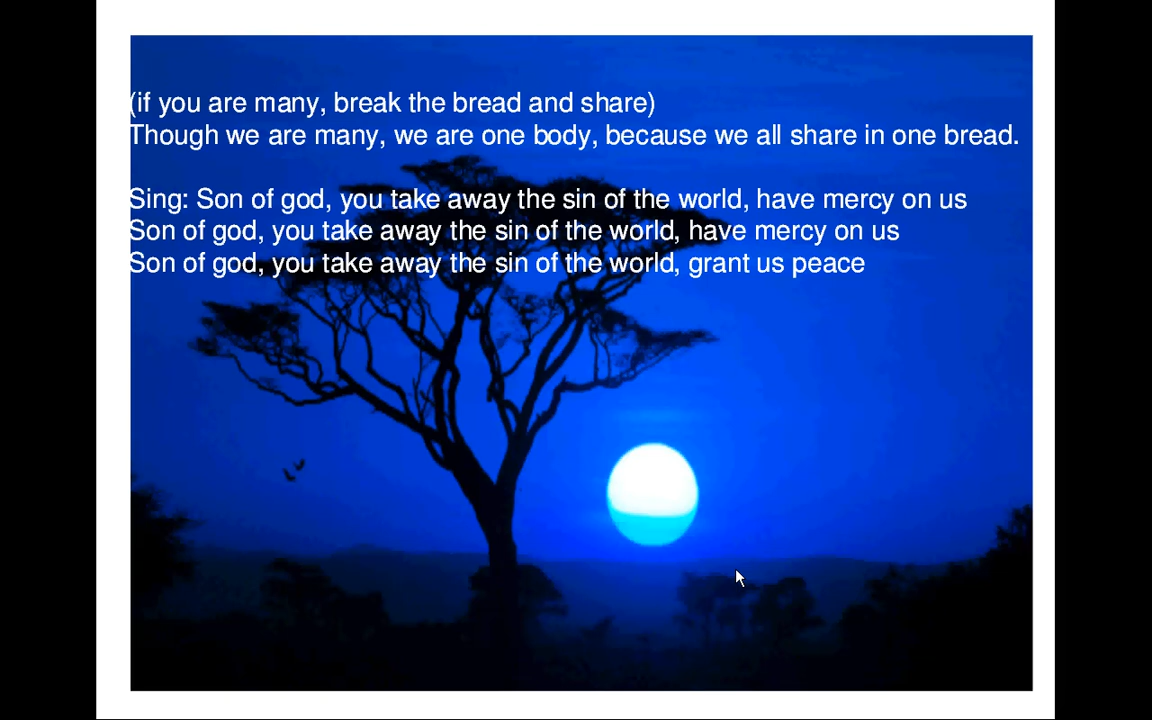 (if you are many, break the bread and share)
Though we are many, we are one body, because we all share in one bread.
Sing: Son of god, you take away the sin of the world, have mercy on us
Son of god, you take away the sin of the world, have mercy on us
Son of god, you take away the sin of the world, grant us peace